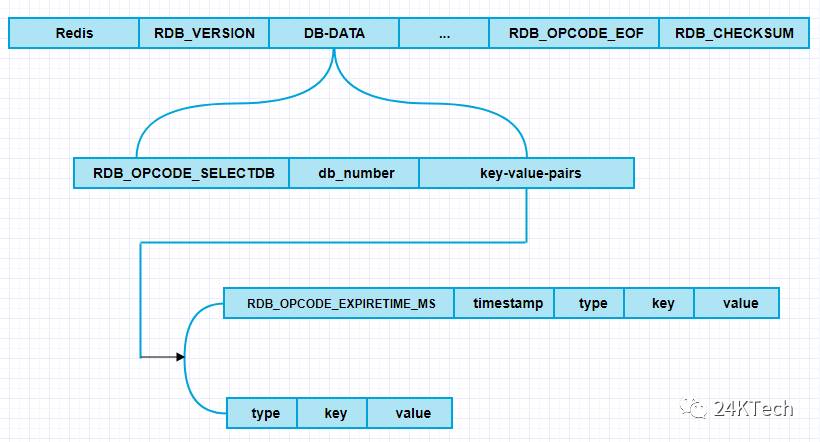 Redis RDB_VERSION DB-DATA ... RDB_OPCODE_EOF RDB_CHECKSUM
RDB_OPCODE_SELECTDB db_number key-value-pairs
RDB_OPCODE_EXPIRETIME_MS timestamp type key value
type key value
24KTech